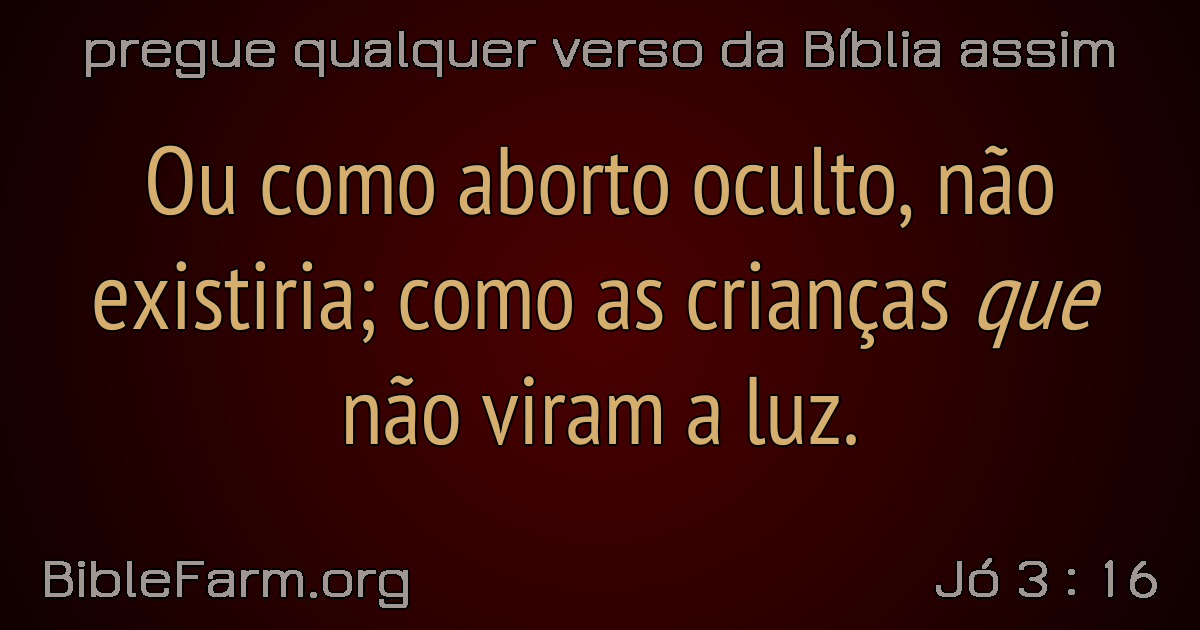 pregue qualquer verso da Bíblia assim
Ou como aborto oculto, não
existiria; como as crianças que
não viram a luz.
BibleFarm.org
Jó 3 : 16